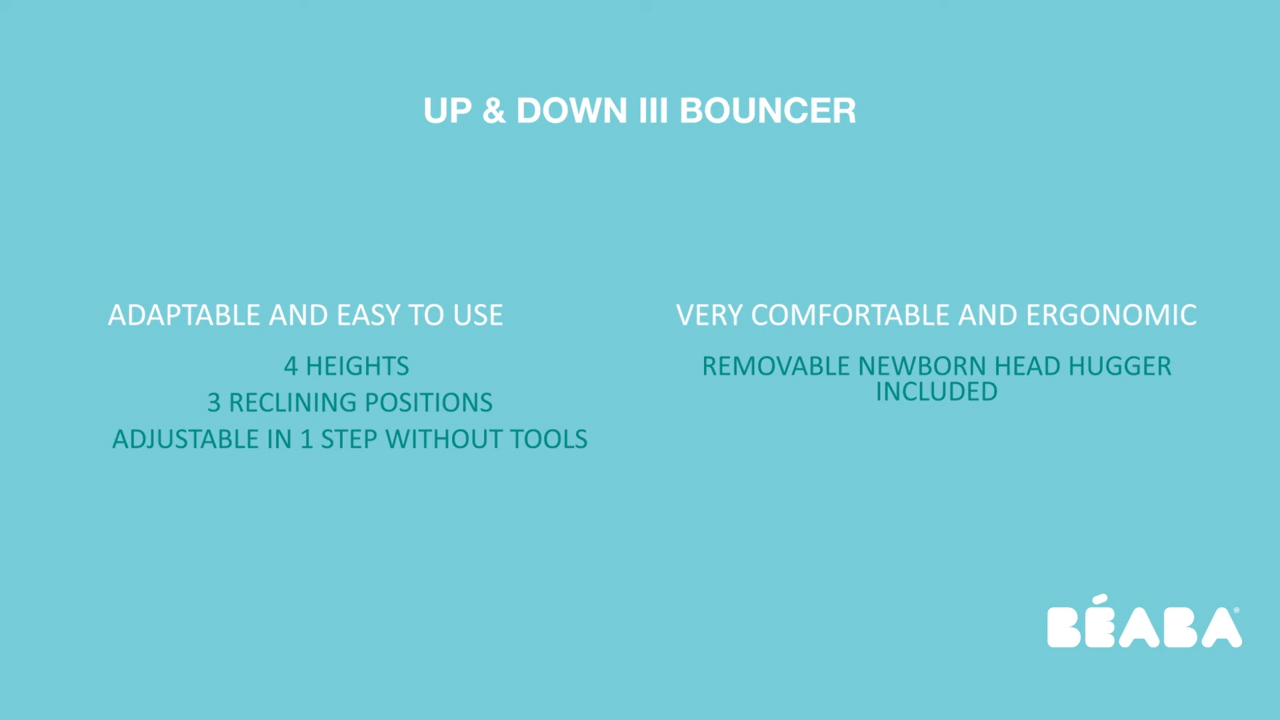 UP & DOWN III BOUNCER
ADAPTABLE AND EASY TO USE
4 HEIGHTS
3 RECLINING POSITIONS
ADJUSTABLE IN 1 STEP WITHOUT TOOLS
VERY COMFORTABLE AND ERGONOMIC
REMOVABLE NEWBORN HEAD HUGGER
INCLUDED
BÉABA®